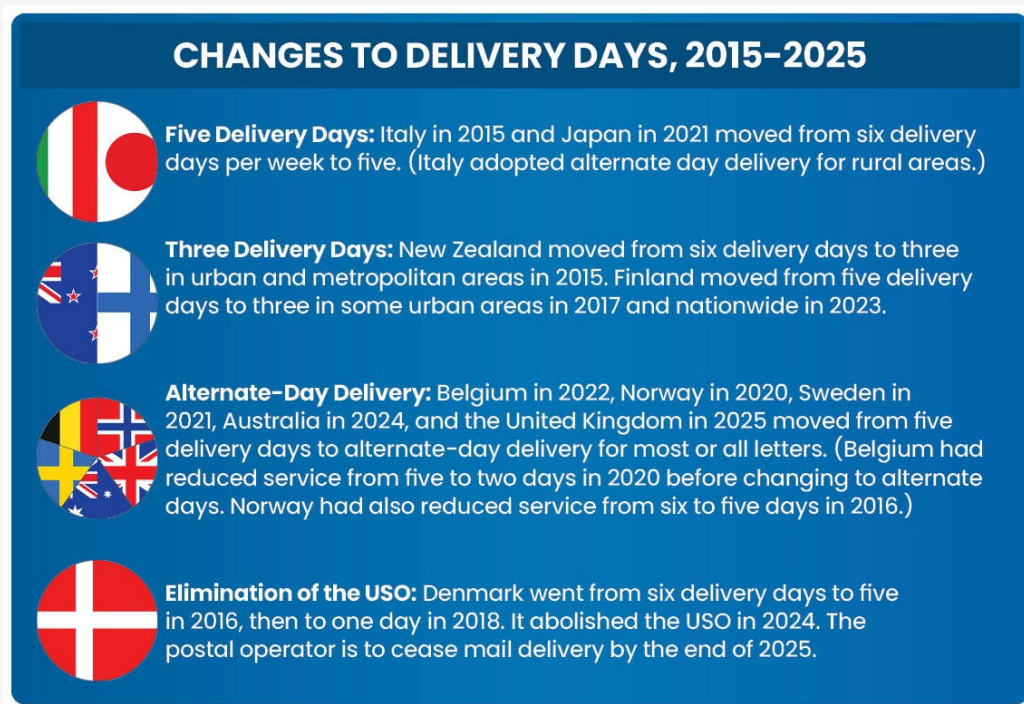 CHANGES TO DELIVERY DAYS, 2015-2025
Five Delivery Days: Italy in 2015 and Japan in 2021 moved from six delivery
days per week to five. (Italy adopted alternate day delivery for rural areas.)
Three Delivery Days: New Zealand moved from six delivery days to three
in urban and metropolitan areas in 2015. Finland moved from five delivery
days to three in some urban areas in 2017 and nationwide in 2023.
Alternate-Day Delivery: Belgium in 2022, Norway in 2020, Sweden in
2021, Australia in 2024, and the United Kingdom in 2025 moved from five
delivery days to alternate-day delivery for most or all letters. (Belgium had
reduced service from five to two days in 2020 before changing to alternate
days. Norway had also reduced service from six to five days in 2016.)
Elimination of the USO: Denmark went from six delivery days to five
in 2016, then to one day in 2018. It abolished the USO in 2024. The
postal operator is to cease mail delivery by the end of 2025.